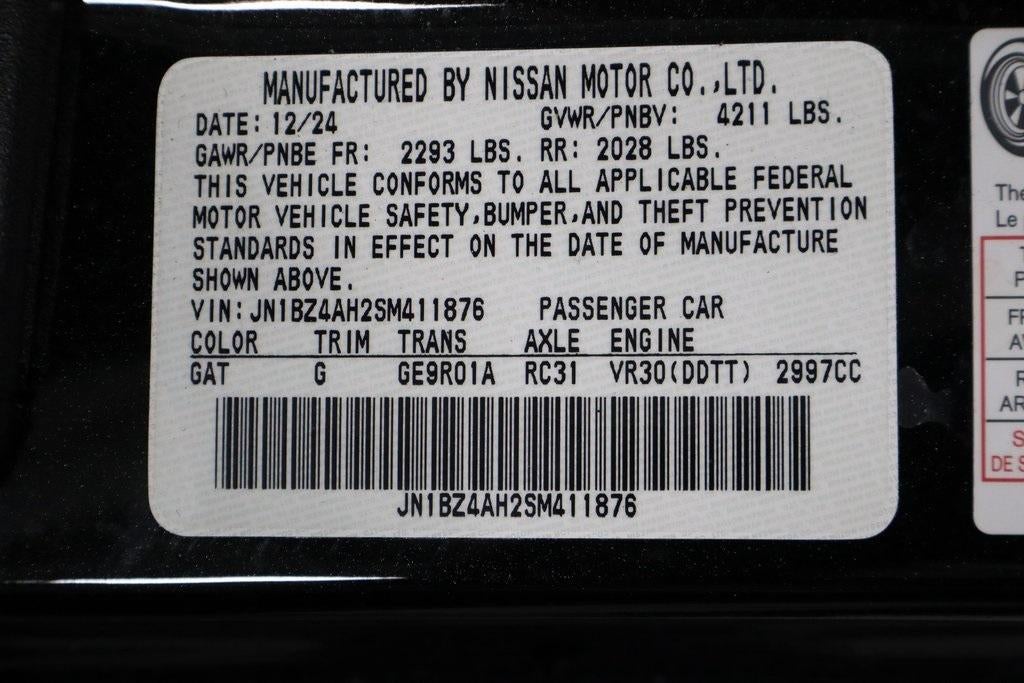 MANUFACTURED BY NISSAN MOTOR CO.,LTD.
DATE: 12/24 GVWR/PNBV: 4211 LBS.
GAWR/PNBE FR: 2293 LBS. RR: 2028 LBS.
THIS VEHICLE CONFORMS TO ALL APPLICABLE FEDERAL
MOTOR VEHICLE SAFETY,BUMPER,AND THEFT PREVENTION
STANDARDS IN EFFECT ON THE DATE OF MANUFACTURE
SHOWN ABOVE.
VIN: JN1BZ4AH2SM411876 PASSENGER CAR
COLOR TRIM TRANS AXLE ENGINE
GAT G GE9R01A RC31 VR30(DDTT) 2997CC
JN1BZ4AH2SM411876
The
Le
DE